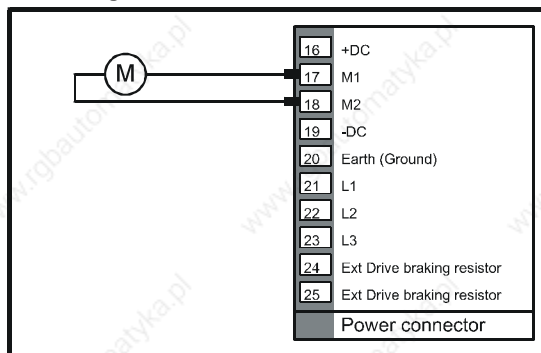 M
16 +DC
17 M1
18 M2
19 -DC
20 Earth (Ground)
21 L1
22 L2
23 L3
24 Ext Drive braking resistor
25 Ext Drive braking resistor
Power connector
www.rgbautomatyka.pl